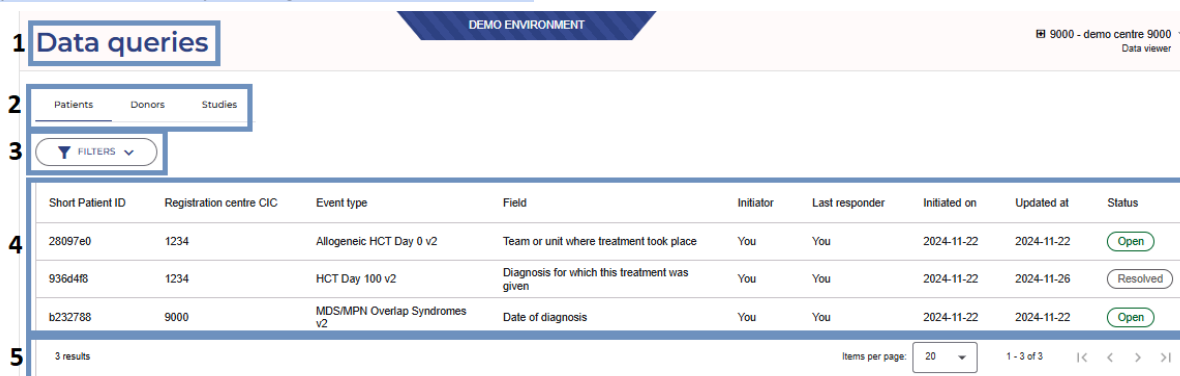 DEMO ENVIRONMENT
9000 - demo centre 9000
Data viewer
1 Data queries
2 Patients Donors Studies
3 FILTERS
Short Patient ID Registration centre CIC Event type Field Initiator Last responder Initiated on Updated at Status
4 28097e0 1234 Allogeneic HCT Day 0 v2 Team or unit where treatment took place You You 2024-11-22 2024-11-22 Open
936d4f8 1234 HCT Day 100 v2 Diagnosis for which this treatment was given You You 2024-11-22 2024-11-26 Resolved
b232788 9000 MDS/MPN Overlap Syndromes v2 Date of diagnosis You You 2024-11-22 2024-11-22 Open
5 3 results Items per page: 20 1 - 3 of 3